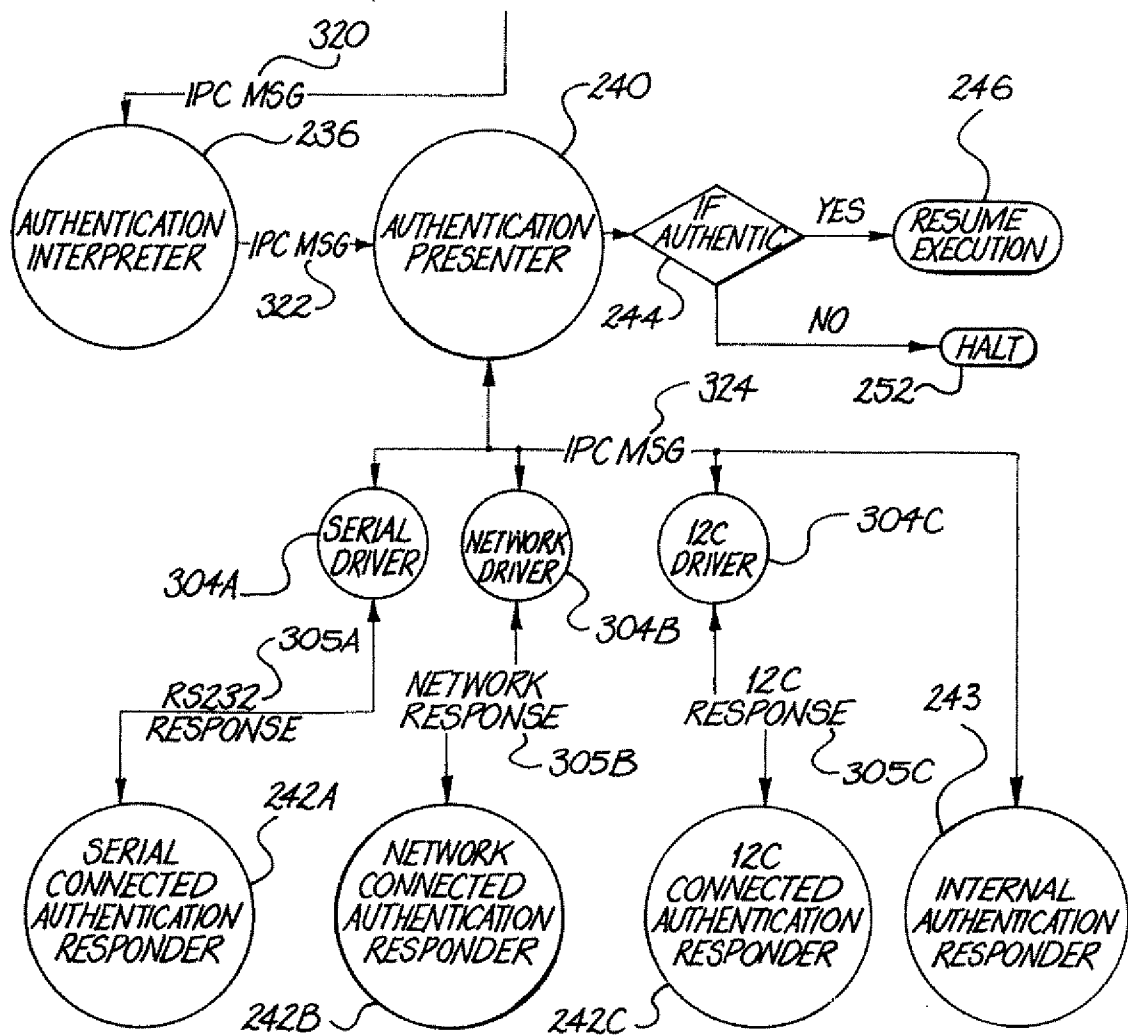 320
IPC MSG
236
240
246
AUTHENTICATION
INTERPRETER
IPC MSG
322
AUTHENTICATION
PRESENTER
IF
AUTHENTIC
244
YES
RESUME
EXECUTION
NO
HALT
252
324
IPC MSG
SERIAL
DRIVER
304A
NETWORK
DRIVER
304B
12C
DRIVER
304C
305A
RS232
RESPONSE
NETWORK
RESPONSE
305B
12C
RESPONSE
305C
243
242A
SERIAL
CONNECTED
AUTHENTICATION
RESPONDER
NETWORK
CONNECTED
AUTHENTICATION
RESPONDER
242B
12C
CONNECTED
AUTHENTICATION
RESPONDER
242C
INTERNAL
AUTHENTICATION
RESPONDER